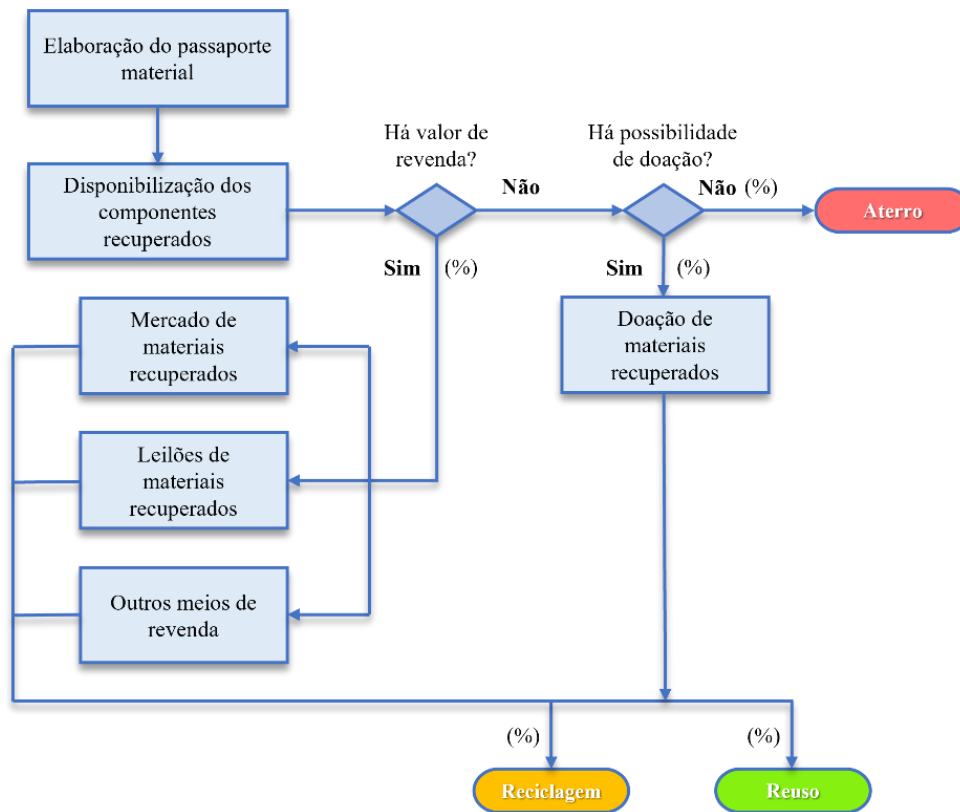 Elaboração do passaporte
material
Há valor de
revenda?
Há possibilidade
de doação?
Disponibilização dos
componentes
recuperados
Não
Não (%)
Aterro
Sim (%)
Sim (%)
Mercado de
materiais
recuperados
Doação de
materiais
recuperados
Leilões de
materiais
recuperados
Outros meios de
revenda
(%)
(%)
Reciclagem
Reuso